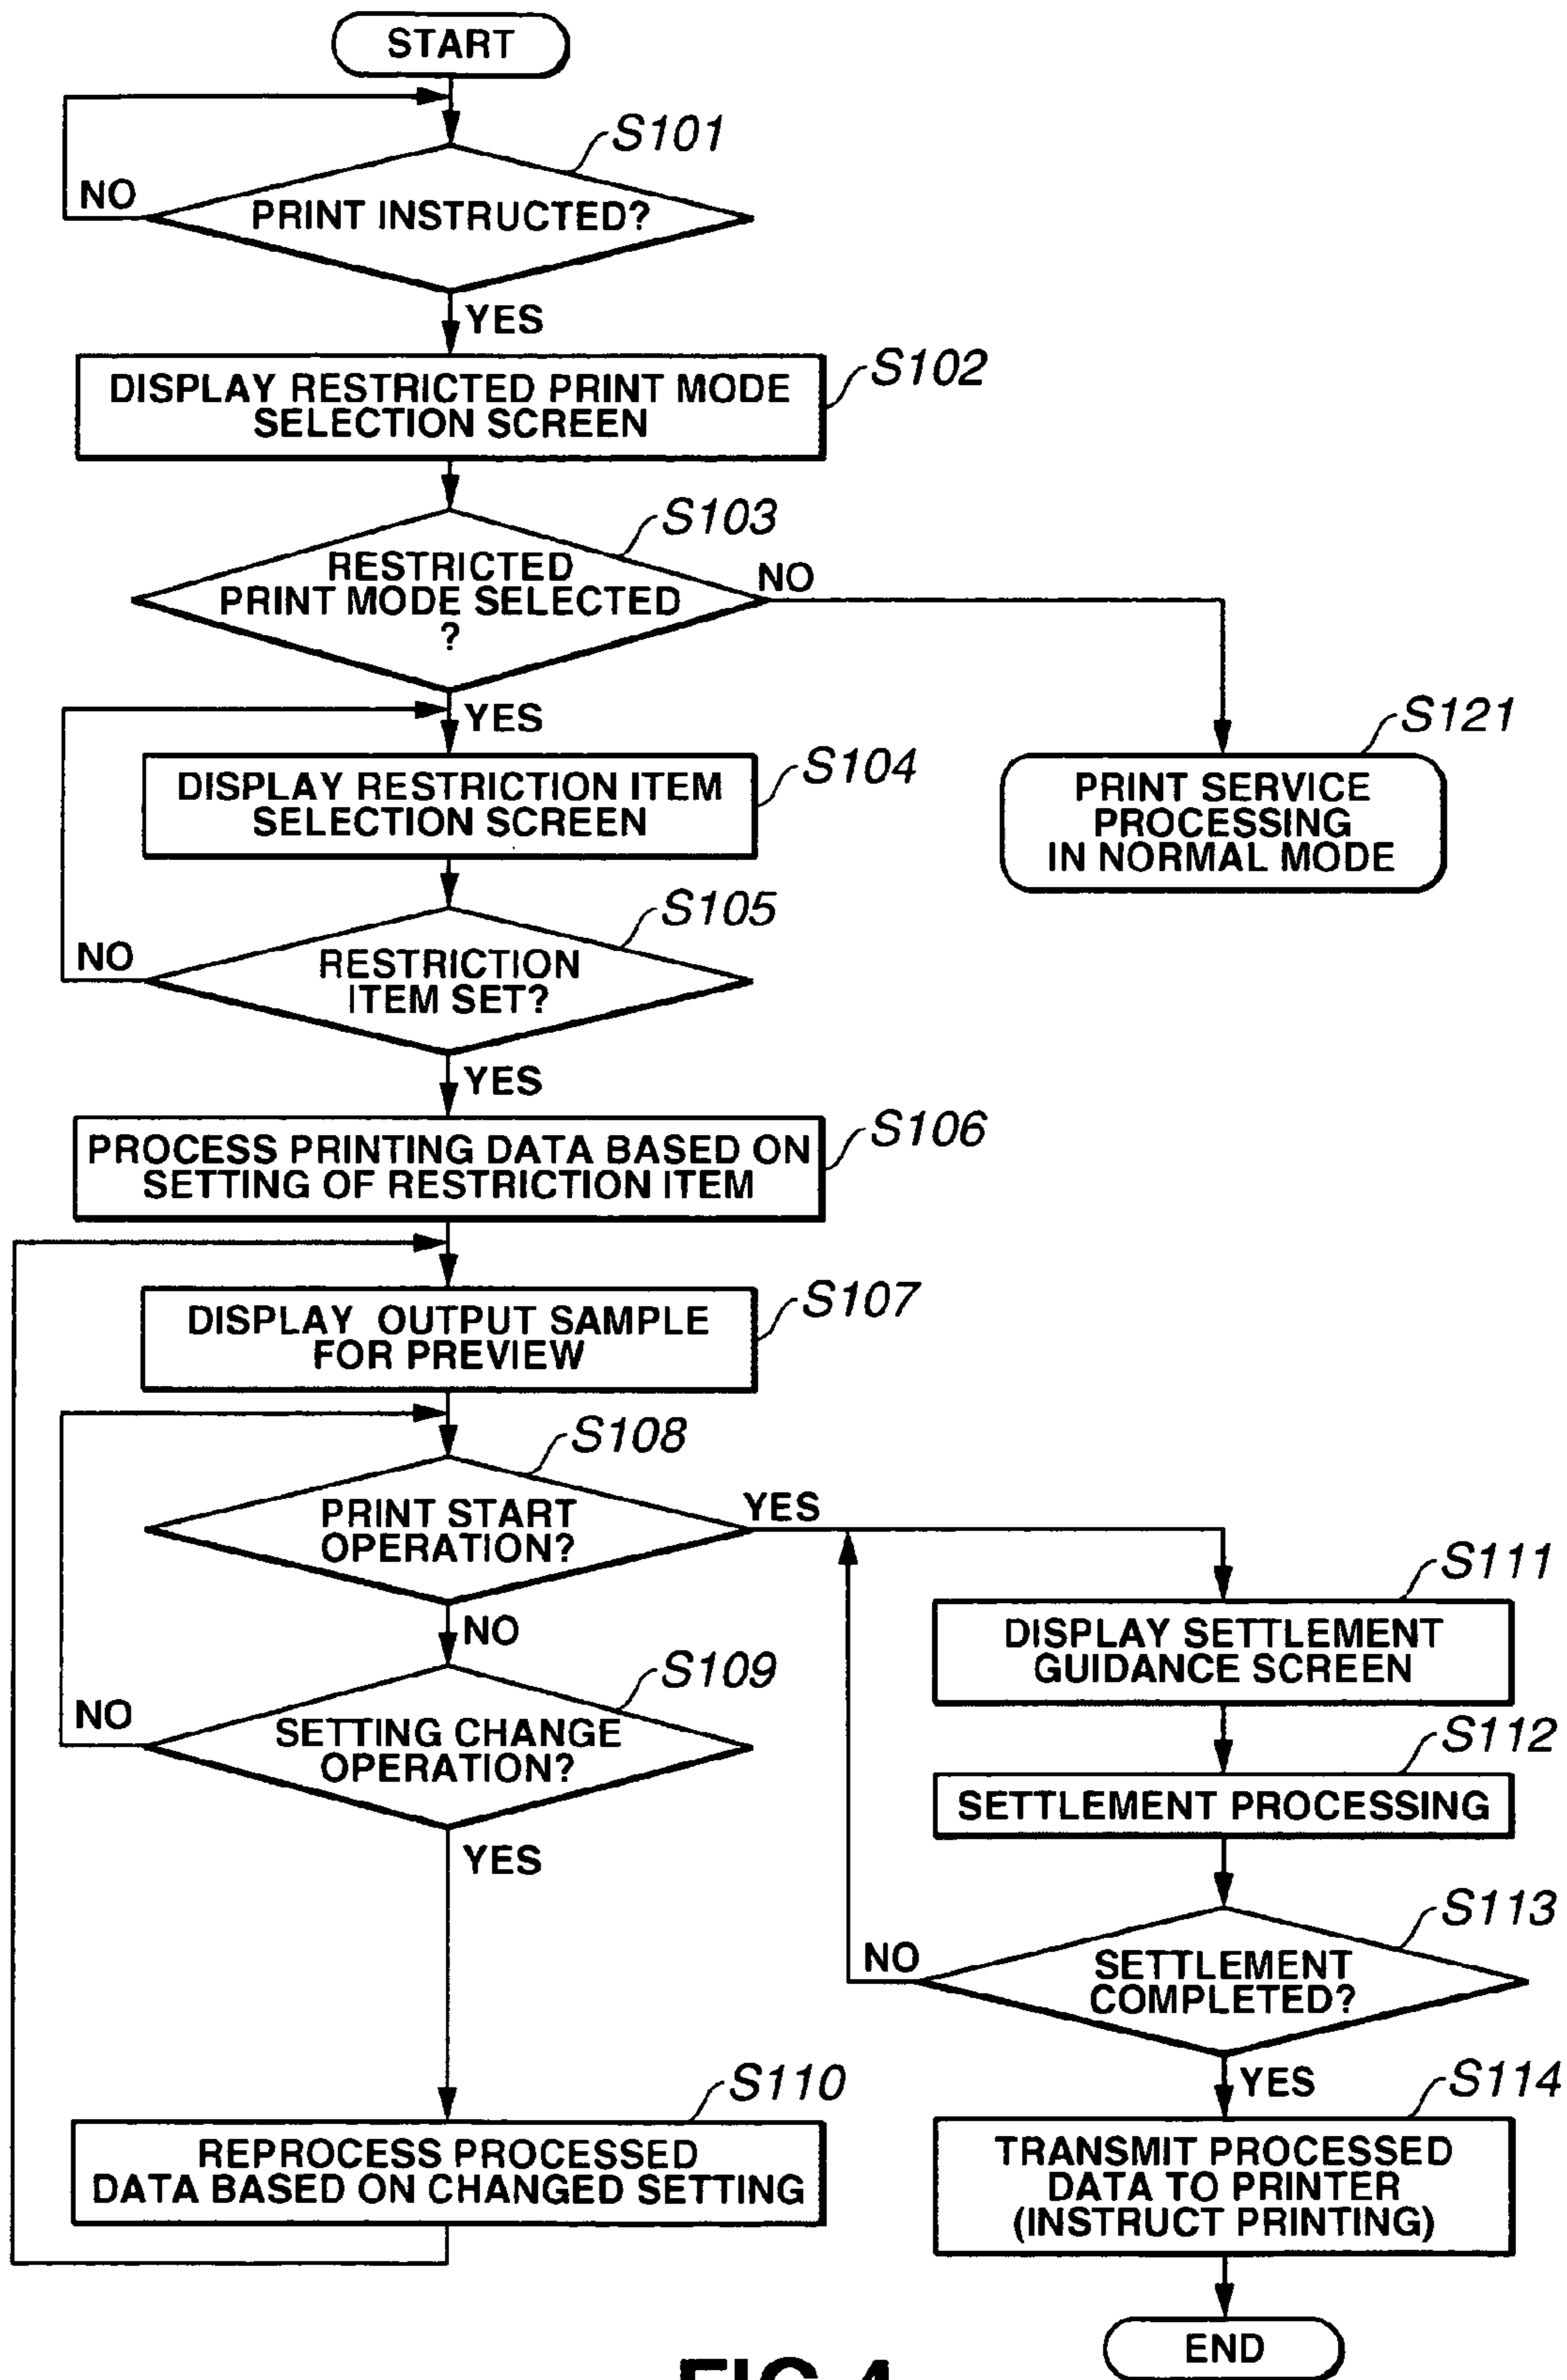 START
S101
NO
PRINT INSTRUCTED?
YES
S102
DISPLAY RESTRICTED PRINT MODE
SELECTION SCREEN
S103
RESTRICTED
PRINT MODE SELECTED
?
NO
YES
S121
PRINT SERVICE
PROCESSING
IN NORMAL MODE
S104
DISPLAY RESTRICTION ITEM
SELECTION SCREEN
S105
NO
RESTRICTION
ITEM SET?
YES
S106
PROCESS PRINTING DATA BASED ON
SETTING OF RESTRICTION ITEM
S107
DISPLAY OUTPUT SAMPLE
FOR PREVIEW
S108
PRINT START
OPERATION?
YES
NO
S109
NO
SETTING CHANGE
OPERATION?
YES
S110
REPROCESS PROCESSED
DATA BASED ON CHANGED SETTING
S111
DISPLAY SETTLEMENT
GUIDANCE SCREEN
S112
SETTLEMENT PROCESSING
S113
NO
SETTLEMENT
COMPLETED?
YES
S114
TRANSMIT PROCESSED
DATA TO PRINTER
(INSTRUCT PRINTING)
END